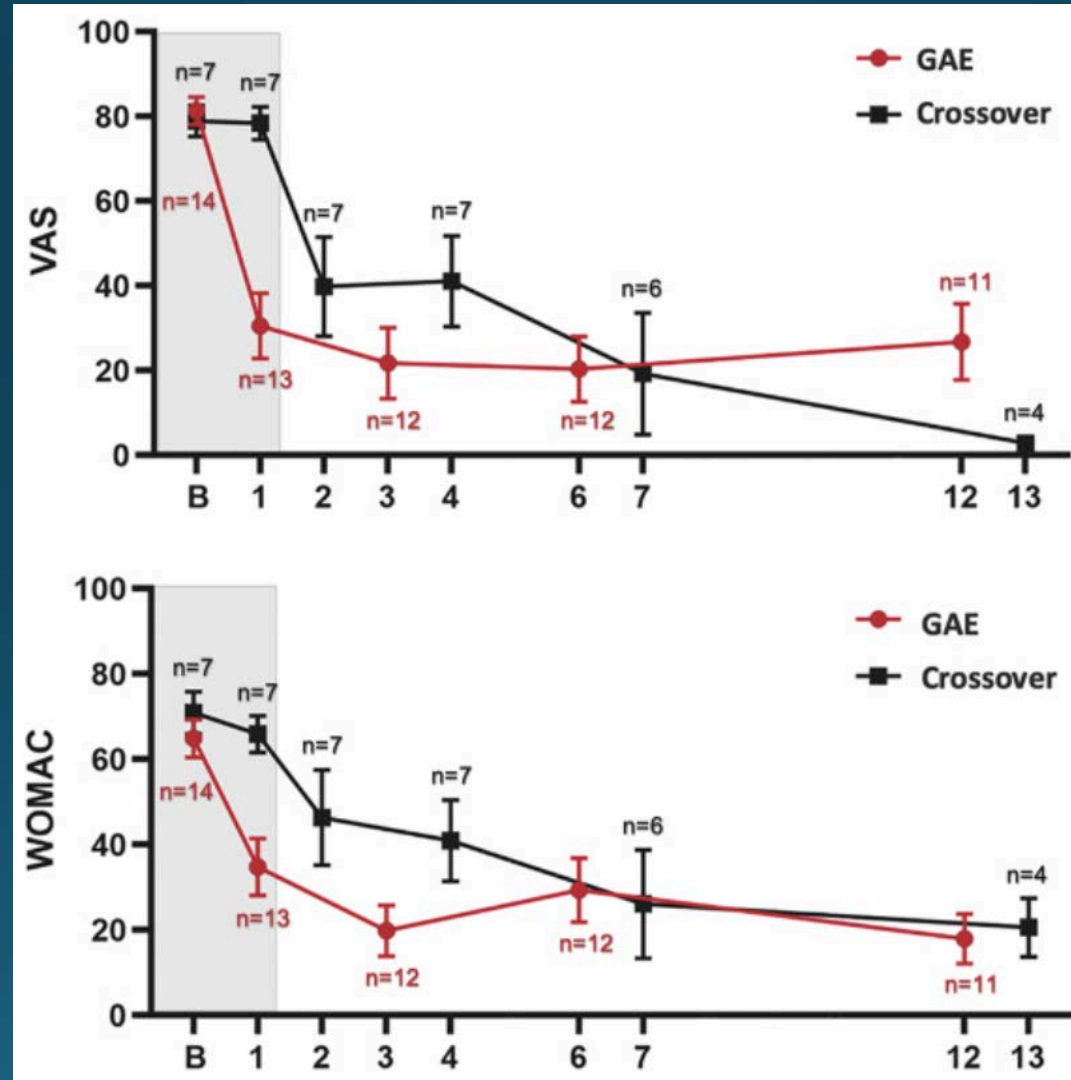 100
80
60
40
20
0
VAS
GAE
Crossover
n=7
n=7
n=14
n=13
n=7
n=12
n=7
n=12
n=6
n=11
n=4
B 1 2 3 4 6 7 12 13
100
80
60
40
20
0
WOMAC
GAE
Crossover
n=7
n=7
n=14
n=13
n=7
n=12
n=7
n=12
n=6
n=11
n=4
B 1 2 3 4 6 7 12 13